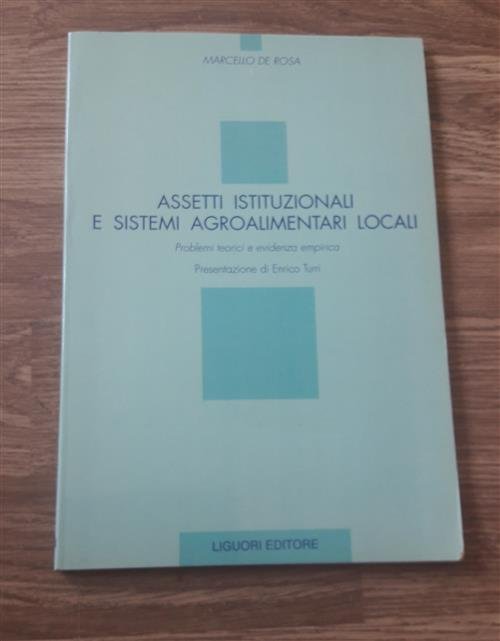 MARCELLO DE ROSA
ASSETTI ISTITUZIONALI
E SISTEMI AGROALIMENTARI LOCALI
Problemi teorici e evidenza empirica
Presentazione di Enrico Turri
LIGUORI EDITORE